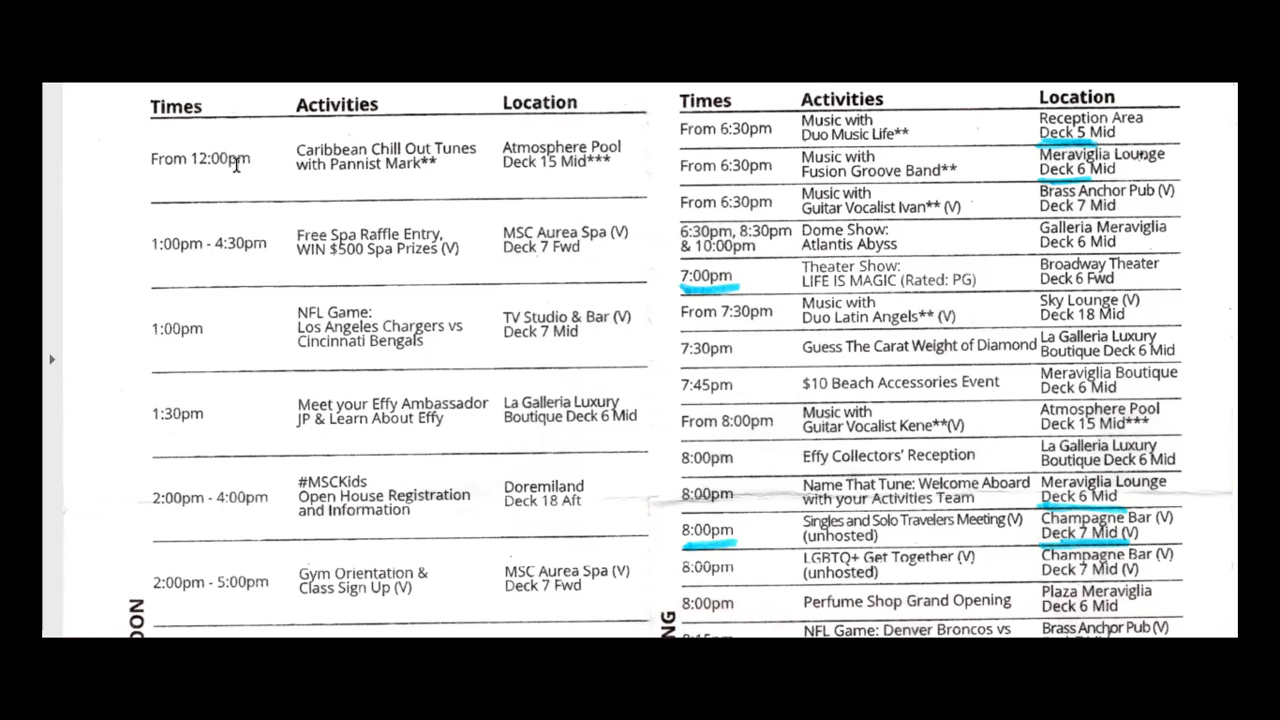 Times Activities Location
From 12:00pm Caribbean Chill Out Tunes Atmosphere Pool
with Pannist Mark** Deck 15 Mid***
1:00pm - 4:30pm Free Spa Raffle Entry, MSC Aurea Spa (V)
WIN $500 Spa Prizes (V) Deck 7 Fwd
1:00pm NFL Game: TV Studio & Bar (V)
Los Angeles Chargers vs Deck 7 Mid
Cincinnati Bengals
1:30pm Meet your Effy Ambassador La Galleria Luxury
JP & Learn About Effy Boutique Deck 6 Mid
2:00pm - 4:00pm #MSCKids Doremiland
Open House Registration Deck 18 Aft
and Information
2:00pm - 5:00pm Gym Orientation & MSC Aurea Spa (V)
Class Sign Up (V) Deck 7 Fwd
OON
Times Activities Location
From 6:30pm Music with Reception Area
Duo Music Life** Deck 5 Mid
From 6:30pm Music with Meraviglia Lounge
Fusion Groove Band** Deck 6 Mid
From 6:30pm Music with Brass Anchor Pub (V)
Guitar Vocalist Ivan** (V) Deck 7 Mid
6:30pm, 8:30pm Dome Show: Galleria Meraviglia
& 10:00pm Atlantis Abyss Deck 6 Mid
7:00pm Theater Show: Broadway Theater
LIFE IS MAGIC (Rated: PG) Deck 6 Fwd
From 7:30pm Music with Sky Lounge (V)
Duo Latin Angels** (V) Deck 18 Mid
7:30pm Guess The Carat Weight of Diamond La Galleria Luxury
Boutique Deck 6 Mid
7:45pm $10 Beach Accessories Event Meraviglia Boutique
Deck 6 Mid
From 8:00pm Music with Atmosphere Pool
Guitar Vocalist Kene**(V) Deck 15 Mid***
8:00pm Effy Collectors' Reception La Galleria Luxury
Boutique Deck 6 Mid
8:00pm Name That Tune: Welcome Aboard Meraviglia Lounge
with your Activities Team Deck 6 Mid
8:00pm Singles and Solo Travelers Meeting (V) Champagne Bar (V)
(unhosted) Deck 7 Mid (V)
8:00pm LGBTQ+ Get Together (V) Champagne Bar (V)
(unhosted) Deck 7 Mid (V)
8:00pm Perfume Shop Grand Opening Plaza Meraviglia
Deck 6 Mid
NG
NFL Game: Denver Broncos vs Brass Anchor Pub (V)